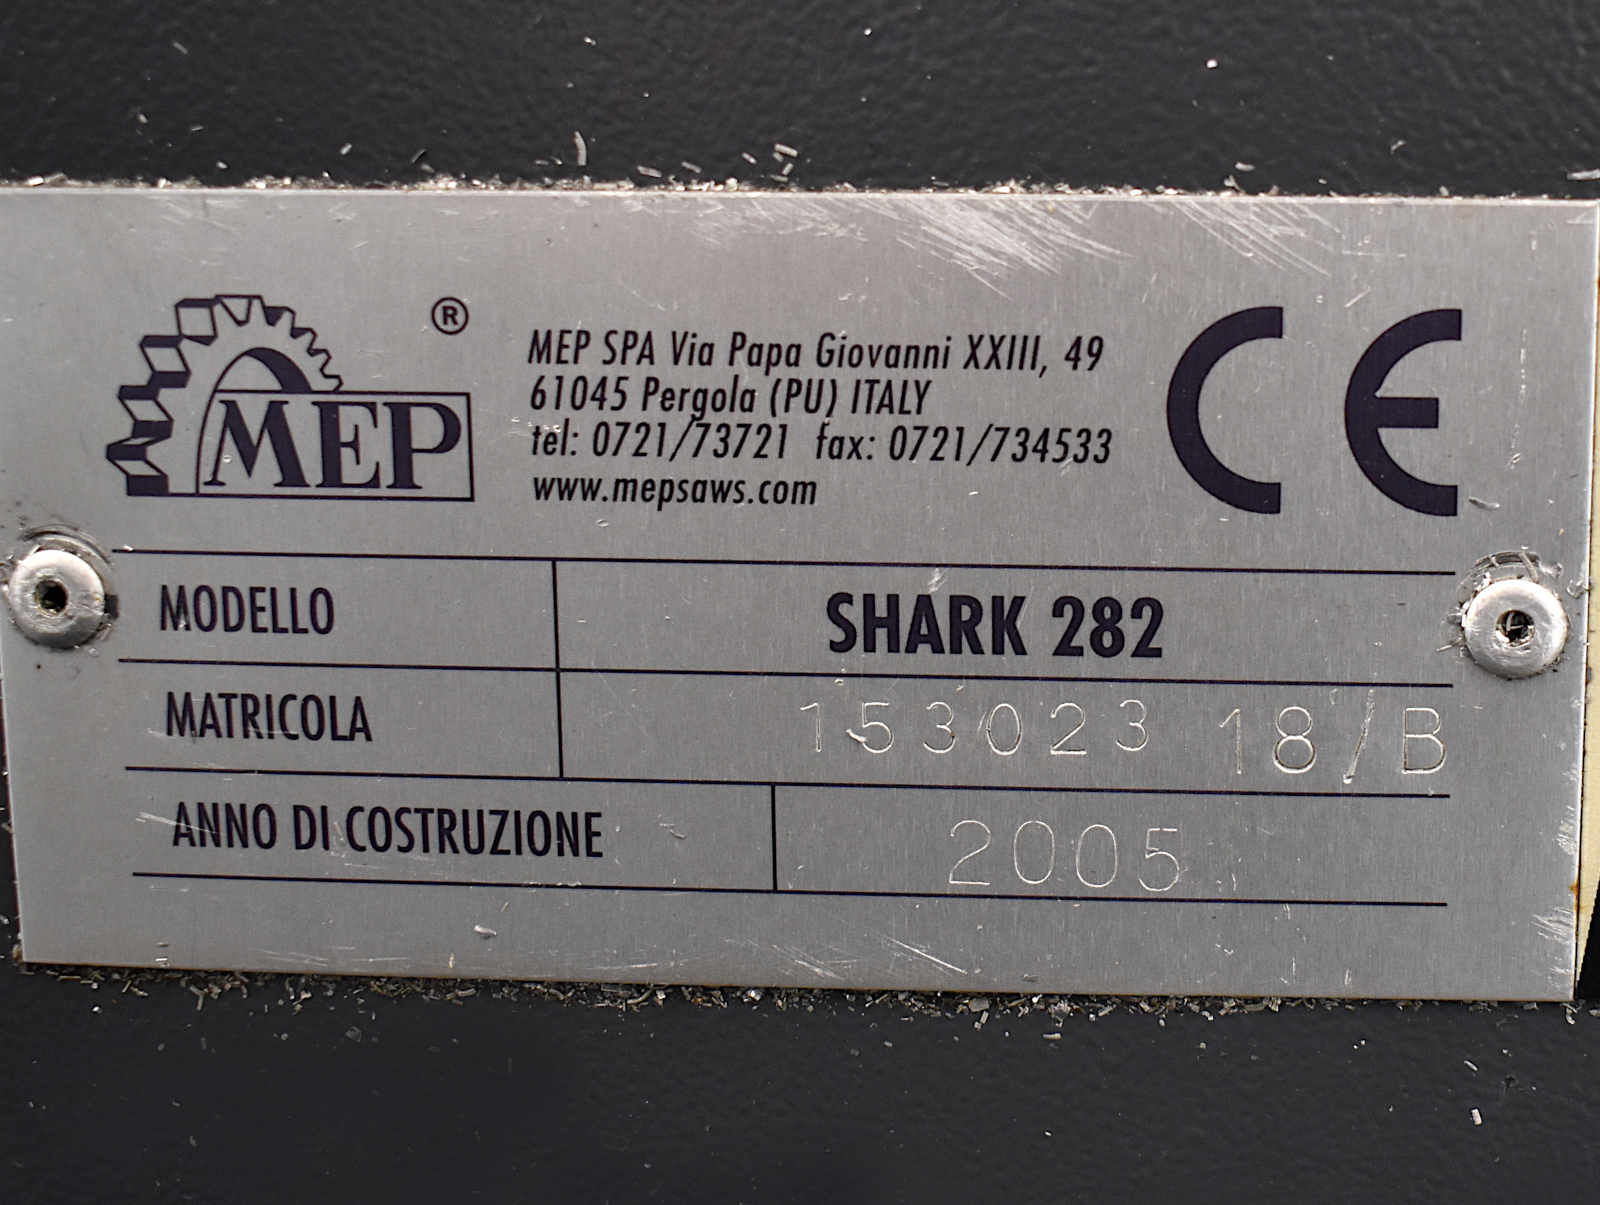 MEP ®
MEP SPA Via Papa Giovanni XXIII, 49
61045 Pergola (PU) ITALY
tel: 0721/73721 fax: 0721/734533
www.mepsaws.com
CE
MODELLO SHARK 282
MATRICOLA 153023 18/B
ANNO DI COSTRUZIONE 2005